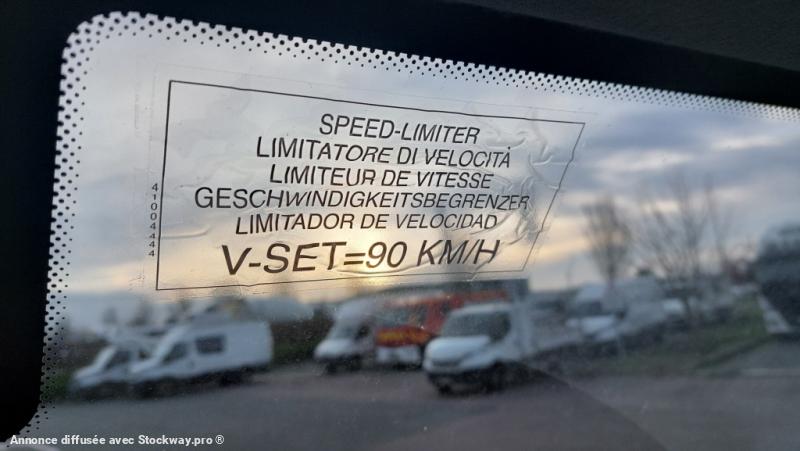 SPEED-LIMITER
LIMITATORE DI VELOCITÀ
LIMITEUR DE VITESSE
GESCHWINDIGKEITSBEGRENZER
LIMITADOR DE VELOCIDAD
V-SET=90 KM/H
41004444
Annonce diffusée avec Stockway.pro ®